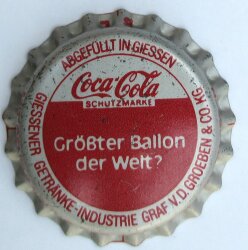 ABGEFÜLLT IN GIESSEN
Coca-Cola
SCHUTZMARKE
Größter Ballon
der Welt?
GIESSENER GETRÄNKE-INDUSTRIE GRAF V.D. GROEBEN & CO. KG